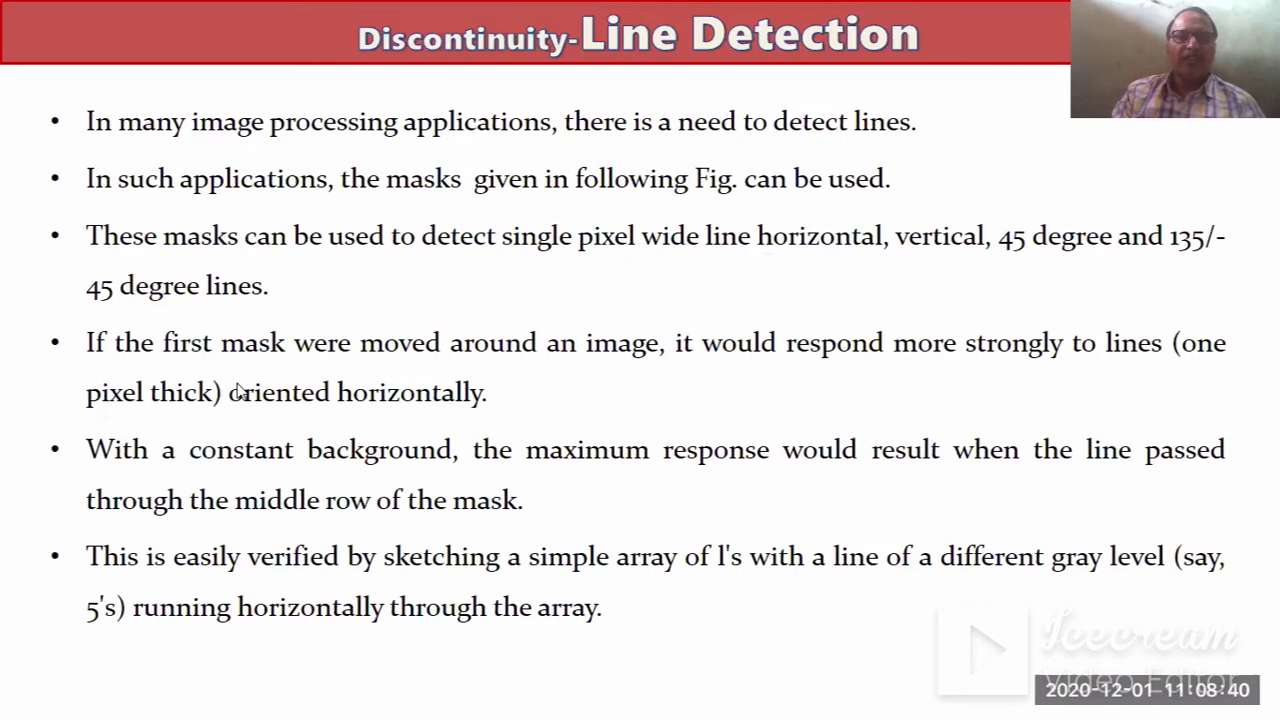 Discontinuity-Line Detection
• In many image processing applications, there is a need to detect lines.
• In such applications, the masks given in following Fig. can be used.
• These masks can be used to detect single pixel wide line horizontal, vertical, 45 degree and 135/-
45 degree lines.
• If the first mask were moved around an image, it would respond more strongly to lines (one
pixel thick) oriented horizontally.
• With a constant background, the maximum response would result when the line passed
through the middle row of the mask.
• This is easily verified by sketching a simple array of l's with a line of a different gray level (say,
5's) running horizontally through the array.
Icecream
Video Editor
2020-12-01 11:08:40